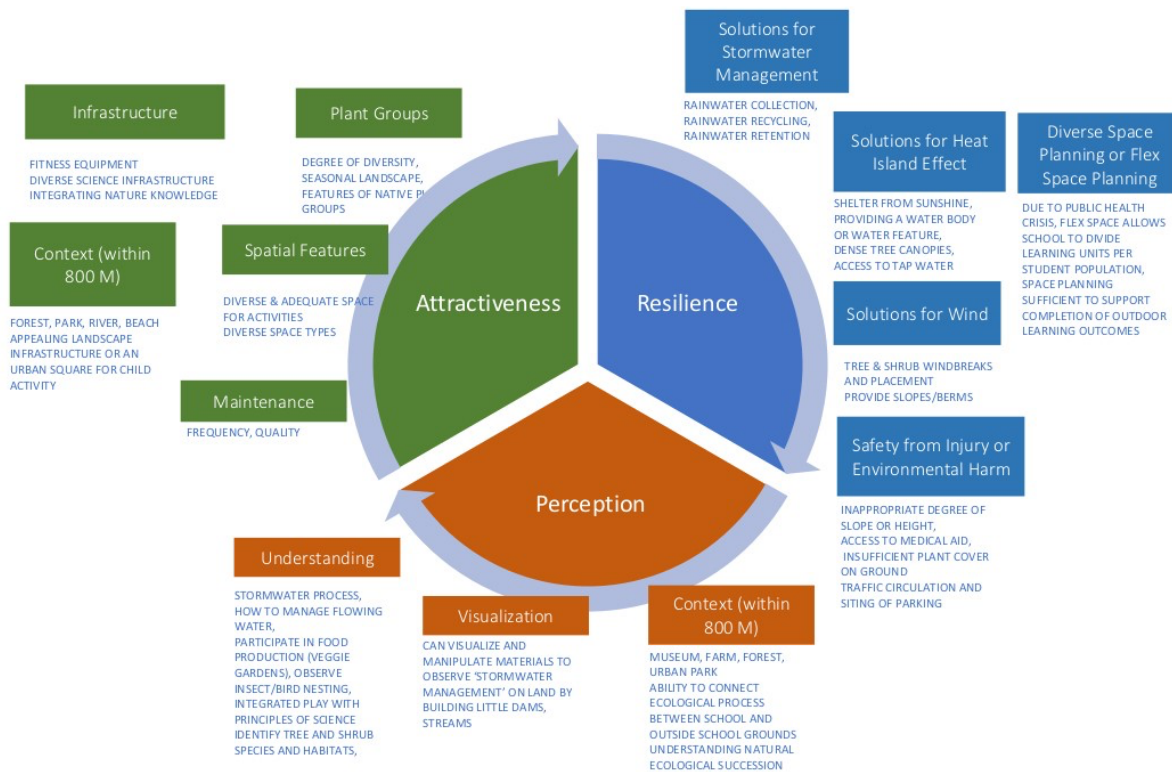 Solutions for
Stormwater
Management
RAINWATER COLLECTION,
RAINWATER RECYCLING,
RAINWATER RETENTION
Infrastructure
FITNESS EQUIPMENT
DIVERSE SCIENCE INFRASTRUCTURE
INTEGRATING NATURE KNOWLEDGE
Plant Groups
DEGREE OF DIVERSITY,
SEASONAL LANDSCAPE,
FEATURES OF NATIVE
GROUPS
Solutions for Heat
Island Effect
SHELTER FROM SUNSHINE,
PROVIDING A WATER BODY
OR WATER FEATURE,
DENSE TREE CANOPIES,
ACCESS TO TAP WATER
Diverse Space
Planning or Flex
Space Planning
DUE TO PUBLIC HEALTH
CRISIS, FLEX SPACE ALLOWS
SCHOOL TO DIVIDE
LEARNING UNITS PER
STUDENT POPULATION,
SPACE PLANNING
SUFFICIENT TO SUPPORT
COMPLETION OF OUTDOOR
LEARNING OUTCOMES
Context (within
800 M)
FOREST, PARK, RIVER, BEACH
APPEALING LANDSCAPE
INFRASTRUCTURE OR AN
URBAN SQUARE FOR CHILD
ACTIVITY
Spatial Features
DIVERSE & ADEQUATE SPACE
FOR ACTIVITIES
DIVERSE SPACE TYPES
Attractiveness
Resilience
Solutions for Wind
TREE & SHRUB WINDBREAKS
AND PLACEMENT
PROVIDE SLOPES/BERMS
Maintenance
FREQUENCY, QUALITY
Safety from Injury or
Environmental Harm
INAPPROPRIATE DEGREE OF
SLOPE OR HEIGHT,
ACCESS TO MEDICAL AID,
INSUFFICIENT PLANT COVER
ON GROUND
TRAFFIC CIRCULATION AND
SITING OF PARKING
Perception
Understanding
STORMWATER PROCESS,
HOW TO MANAGE FLOWING
WATER,
PARTICIPATE IN FOOD
PRODUCTION (VEGGIE
GARDENS), OBSERVE
INSECT/BIRD NESTING,
INTEGRATED PLAY WITH
PRINCIPLES OF SCIENCE
IDENTIFY TREE AND SHRUB
SPECIES AND HABITATS,
Visualization
CAN VISUALIZE AND
MANIPULATE MATERIALS TO
OBSERVE ‘STORMWATER
MANAGEMENT’ ON LAND BY
BUILDING LITTLE DAMS,
STREAMS
Context (within
800 M)
MUSEUM, FARM, FOREST,
URBAN PARK
ABILITY TO CONNECT
ECOLOGICAL PROCESS
BETWEEN SCHOOL AND
OUTSIDE SCHOOL GROUNDS
UNDERSTANDING NATURAL
ECOLOGICAL SUCCESSION